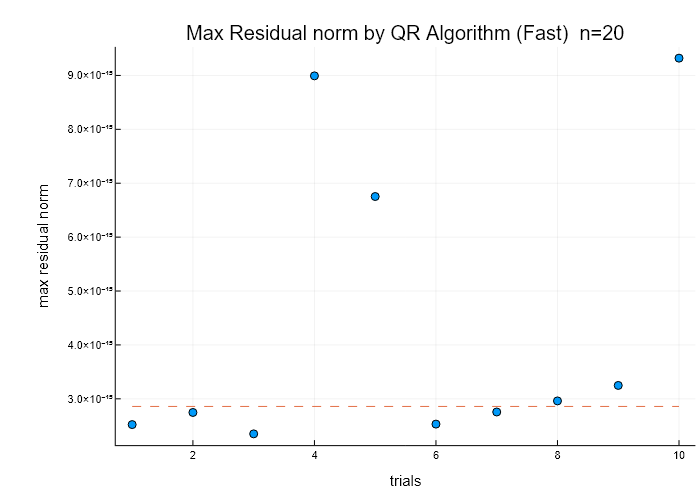 Max Residual norm by QR Algorithm (Fast)  n=20
9.0×10⁻¹⁵
8.0×10⁻¹⁵
7.0×10⁻¹⁵
6.0×10⁻¹⁵
5.0×10⁻¹⁵
4.0×10⁻¹⁵
3.0×10⁻¹⁵
max residual norm
2 4 6 8 10
trials